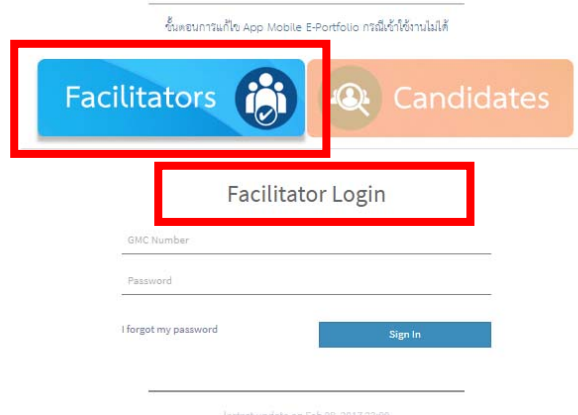 ขั้นตอนการแก้ไข App Mobile E-Portfolio กรณีเข้าใช้งานไม่ได้
Facilitators
Candidates
Facilitator Login
GMC Number
Password
I forgot my password
Sign In